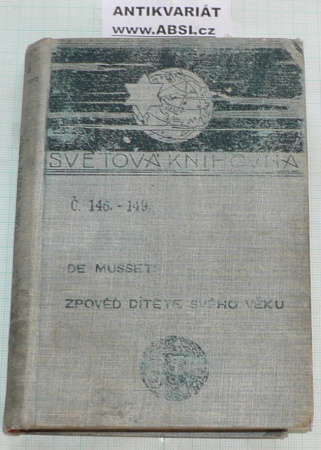 ANTIKVARIÁT
www.ABSI.cz
SVĚTOVÁ KNIHOVNA
Č. 146.-149.
DE MUSSET:
ZPOVĚĎ DÍTĚTE SVÉHO VĚKU